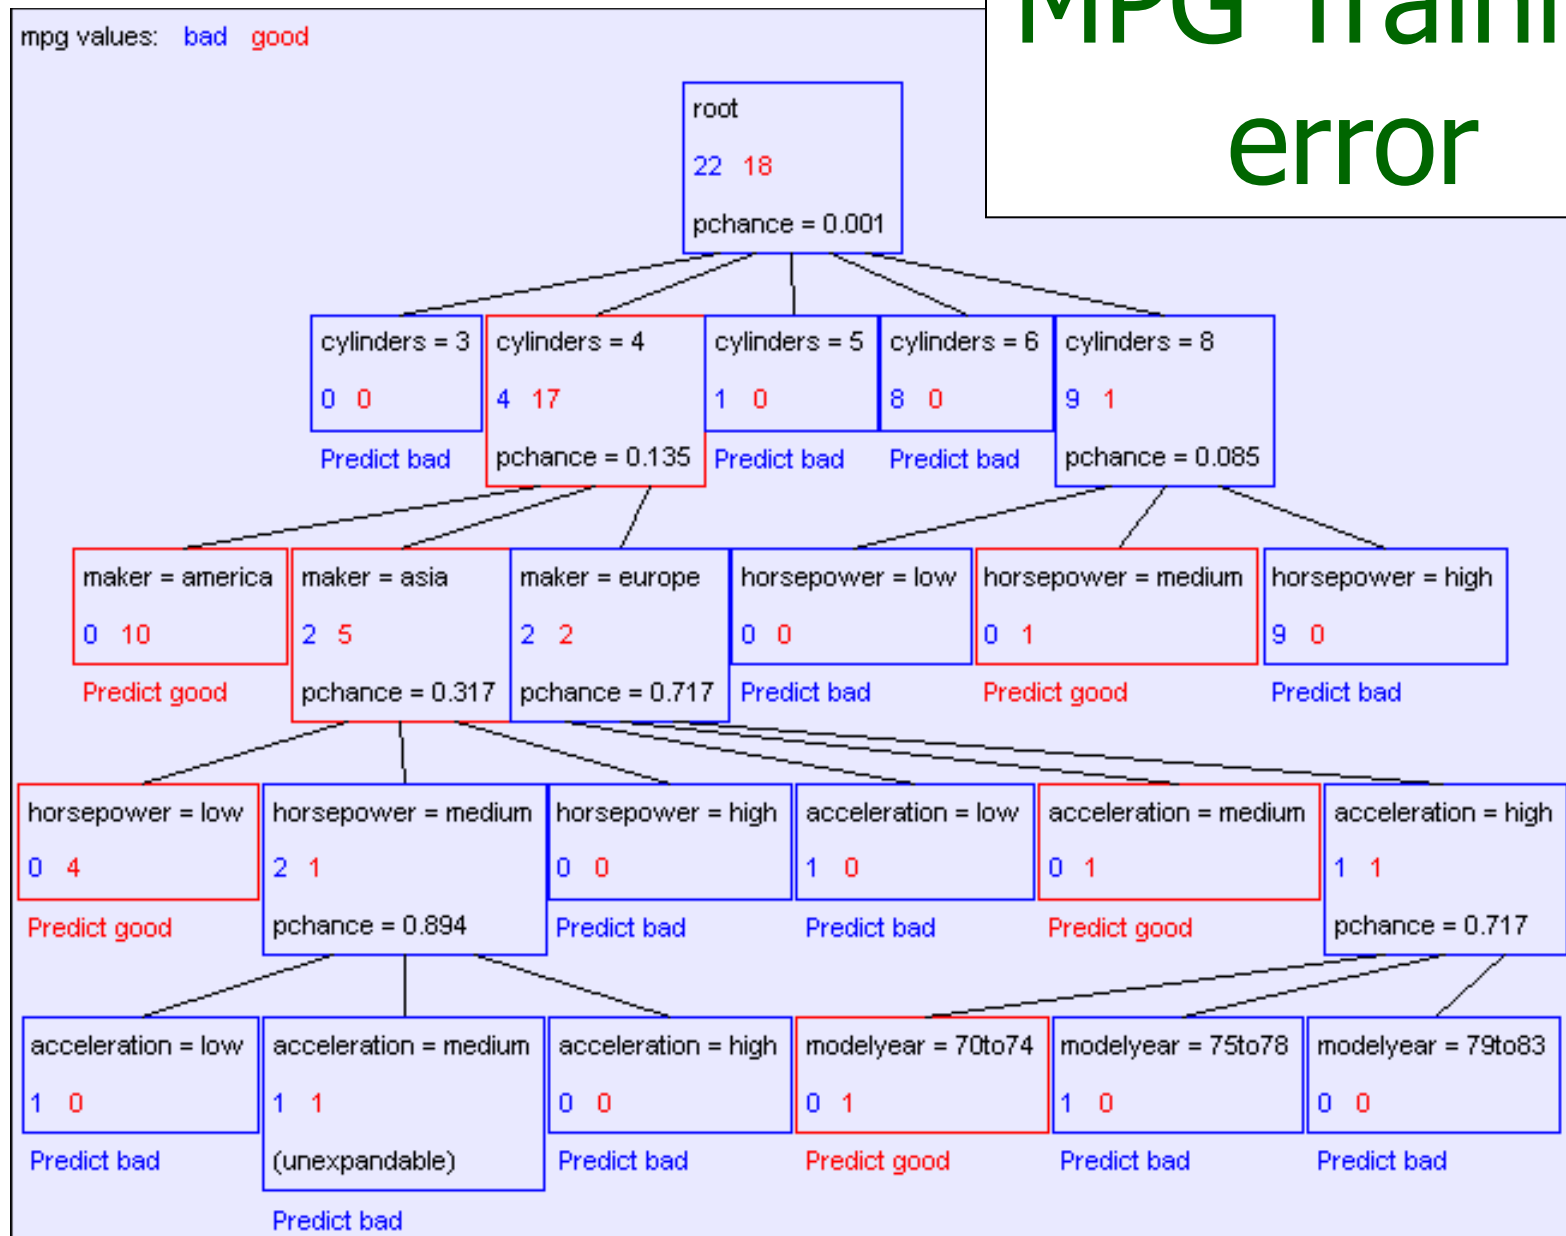 mpg values: bad good
MPG Traini
error
root
22 18
pchance = 0.001
cylinders = 3
0 0
Predict bad
cylinders = 4
4 17
pchance = 0.135
cylinders = 5
1 0
Predict bad
cylinders = 6
8 0
Predict bad
cylinders = 8
9 1
pchance = 0.085
maker = america
0 10
Predict good
maker = asia
2 5
pchance = 0.317
maker = europe
2 2
pchance = 0.717
horsepower = low
0 0
Predict bad
horsepower = medium
0 1
Predict good
horsepower = high
9 0
Predict bad
horsepower = low
0 4
Predict good
horsepower = medium
2 1
pchance = 0.894
horsepower = high
0 0
Predict bad
acceleration = low
1 0
Predict bad
acceleration = medium
0 1
Predict good
acceleration = high
1 1
pchance = 0.717
acceleration = low
1 0
Predict bad
acceleration = medium
1 1
(unexpandable)
Predict bad
acceleration = high
0 0
Predict bad
modelyear = 70to74
0 1
Predict good
modelyear = 75to78
1 0
Predict bad
modelyear = 79to83
0 0
Predict bad